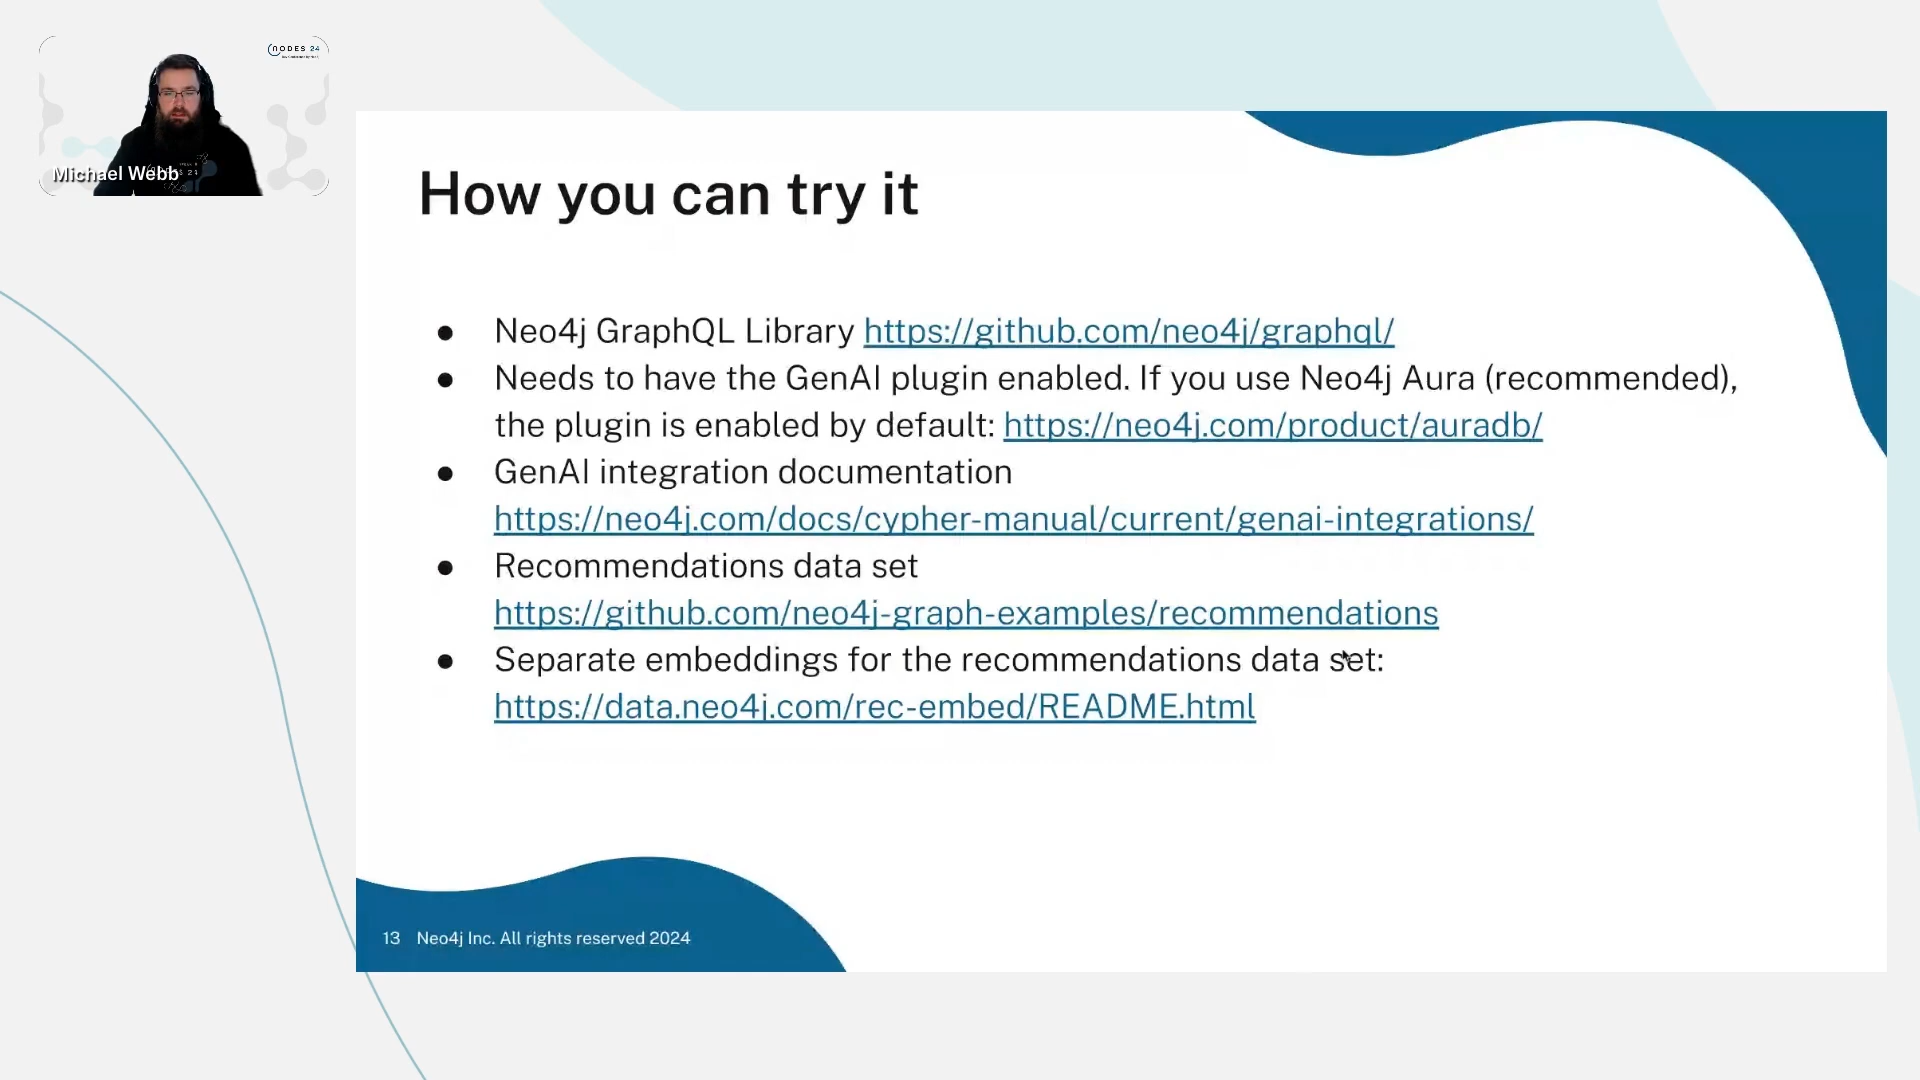 NODES 24
Michael Webb
How you can try it
● Neo4j GraphQL Library https://github.com/neo4j/graphql/
● Needs to have the GenAI plugin enabled. If you use Neo4j Aura (recommended),
the plugin is enabled by default: https://neo4j.com/product/auradb/
● GenAI integration documentation
https://neo4j.com/docs/cypher-manual/current/genai-integrations/
● Recommendations data set
https://github.com/neo4j-graph-examples/recommendations
● Separate embeddings for the recommendations data set:
https://data.neo4j.com/rec-embed/README.html
13 Neo4j Inc. All rights reserved 2024